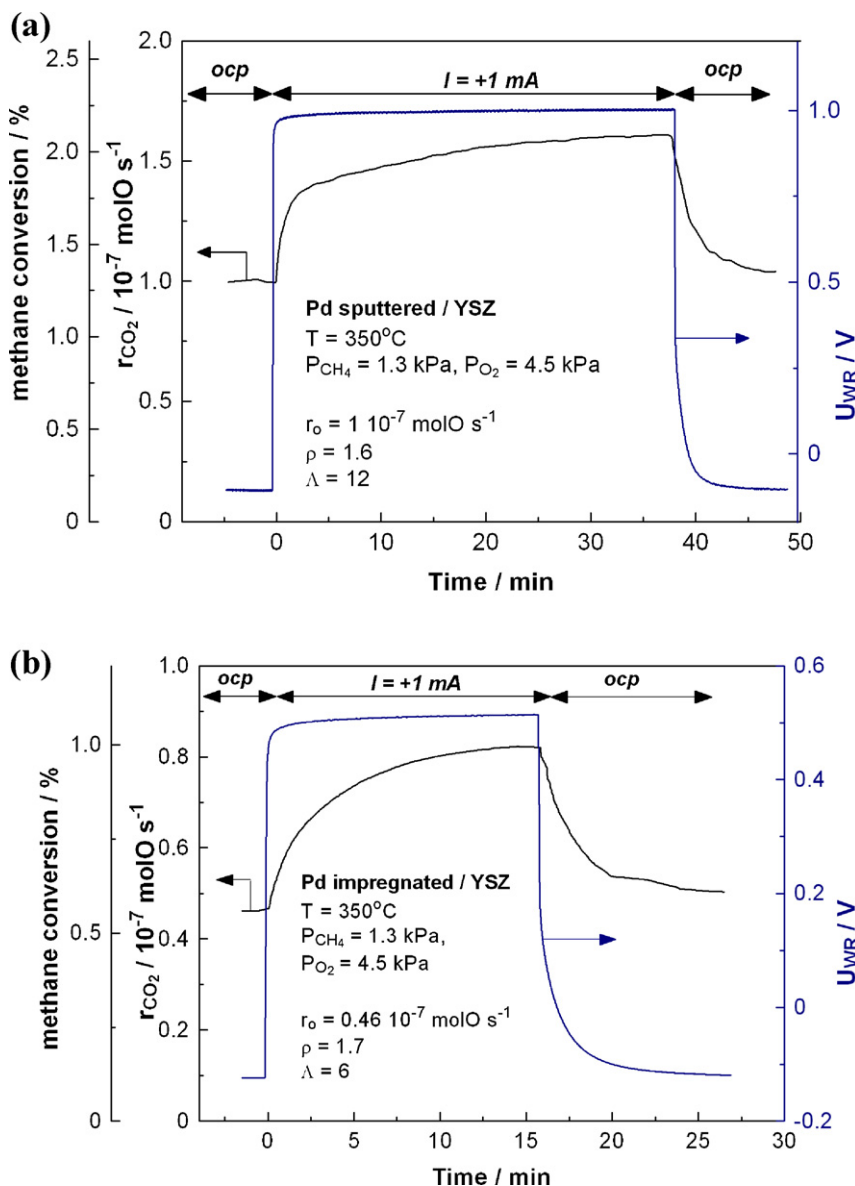 (a)
methane conversion / %
2.5
2.0
1.5
1.0
0.5
0
rCO₂ / 10⁻⁷ molO s⁻¹
2.0
1.5
1.0
1.5
0
ocp
I = +1 mA
ocp
Pd sputtered / YSZ
T = 350°C
P_CH₄ = 1.3 kPa, P_O₂ = 4.5 kPa
rₒ = 1 10⁻⁷ molO s⁻¹
ρ = 1.6
Λ = 12
1.0
0.5
0
U_WR / V
0 10 20 30 40 50
Time / min
(b)
methane conversion / %
1.0
0.5
0
rCO₂ / 10⁻⁷ molO s⁻¹
1.0
0.8
0.6
0.4
0.1
0
ocp
I = +1 mA
ocp
Pd impregnated / YSZ
T = 350°C
P_CH₄ = 1.3 kPa,
P_O₂ = 4.5 kPa
rₒ = 0.46 10⁻⁷ molO s⁻¹
ρ = 1.7
Λ = 6
0.6
0.4
0.2
0
-0.2
U_WR / V
0 5 10 15 20 25 30
Time / min